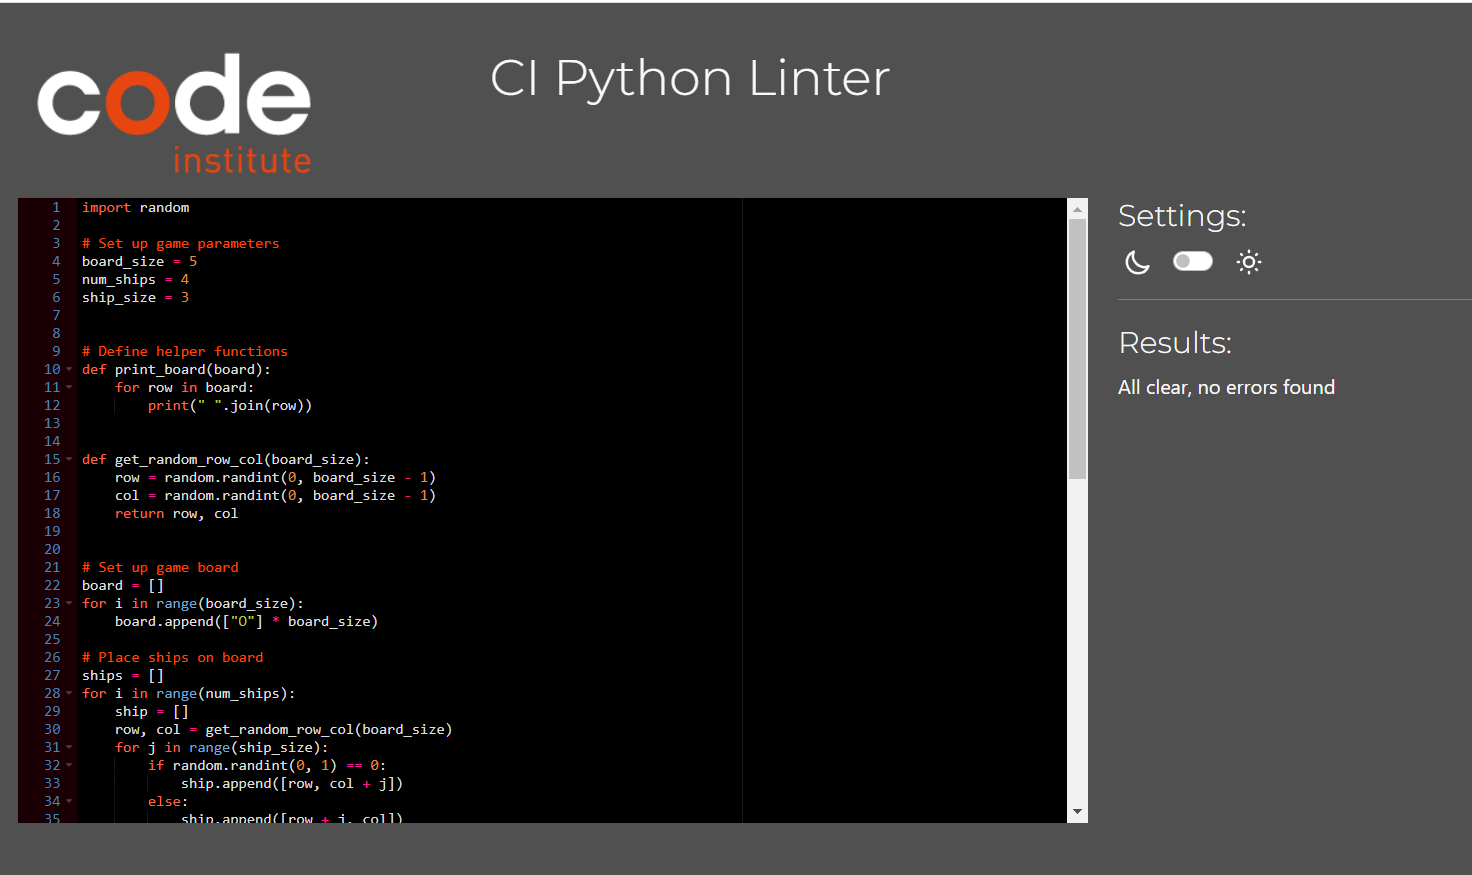 code
institute
CI Python Linter
1 import random
2
3 # Set up game parameters
4 board_size = 5
5 num_ships = 4
6 ship_size = 3
7
8
9 # Define helper functions
10 def print_board(board):
11     for row in board:
12         print(" ".join(row))
13
14
15 def get_random_row_col(board_size):
16     row = random.randint(0, board_size - 1)
17     col = random.randint(0, board_size - 1)
18     return row, col
19
20
21 # Set up game board
22 board = []
23 for i in range(board_size):
24     board.append(["O"] * board_size)
25
26 # Place ships on board
27 ships = []
28 for i in range(num_ships):
29     ship = []
30     row, col = get_random_row_col(board_size)
31     for j in range(ship_size):
32         if random.randint(0, 1) == 0:
33             ship.append([row, col + j])
34         else:
35             ship.append([row + j, col])
Settings:
Results:
All clear, no errors found